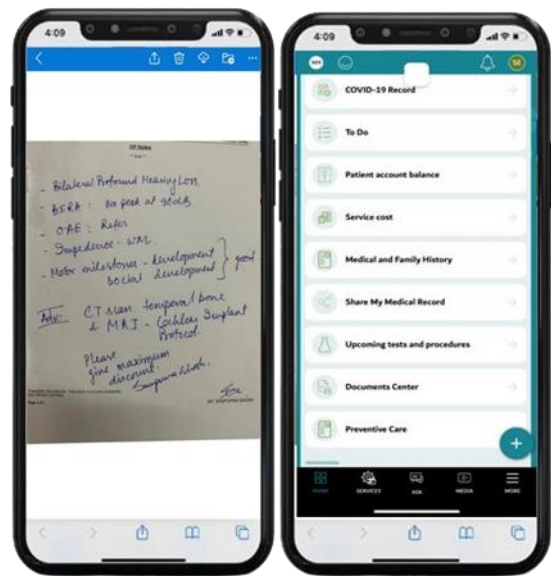 4:09
OP Notes
- Bilateral Profound Hearing Loss.
- BERA : No peak at 90dB
- OAE : Refer
- Impedence - WNL
- Motor milestones - development } good
Social development
Adv: CT scan temporal bone
& MRI - Cochlear Implant
Protocol.
Please
give maximum
discount.
4:09
SE
COVID-19 Record
To Do
Patient account balance
Service cost
Medical and Family History
Share My Medical Record
Upcoming tests and procedures
Documents Center
Preventive Care
HOME SERVICES ASK MEDIA MORE